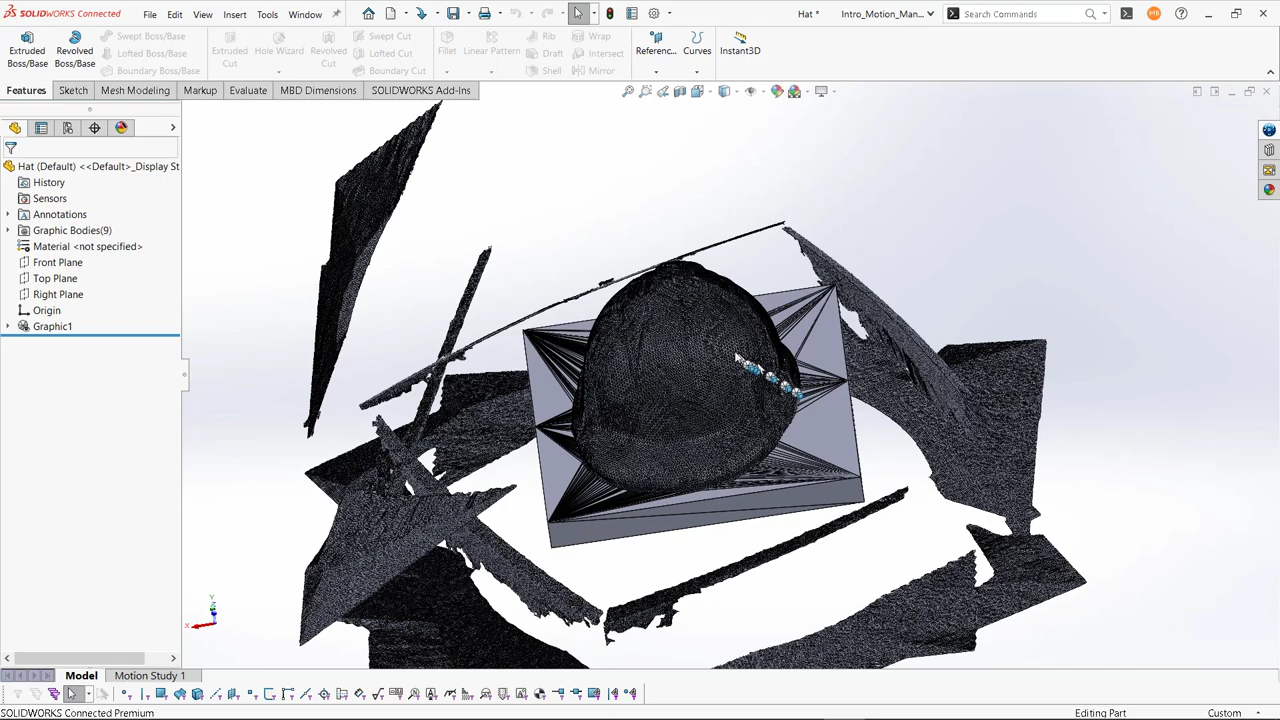 SOLIDWORKS Connected
File
Edit
View
Insert
Tools
Window
Hat *
Intro_Motion_Man...
Search Commands
MB
Extruded Boss/Base
Revolved Boss/Base
Swept Boss/Base
Lofted Boss/Base
Boundary Boss/Base
Extruded Cut
Hole Wizard
Revolved Cut
Swept Cut
Lofted Cut
Boundary Cut
Fillet
Linear Pattern
Rib
Draft
Shell
Wrap
Intersect
Mirror
Referenc...
Curves
Instant3D
Features
Sketch
Mesh Modeling
Markup
Evaluate
MBD Dimensions
SOLIDWORKS Add-Ins
Hat (Default) <<Default>_Display St
History
Sensors
Annotations
Graphic Bodies(9)
Material <not specified>
Front Plane
Top Plane
Right Plane
Origin
Graphic1
Y
Z
X
Model
Motion Study 1
SOLIDWORKS Connected Premium
Editing Part
Custom